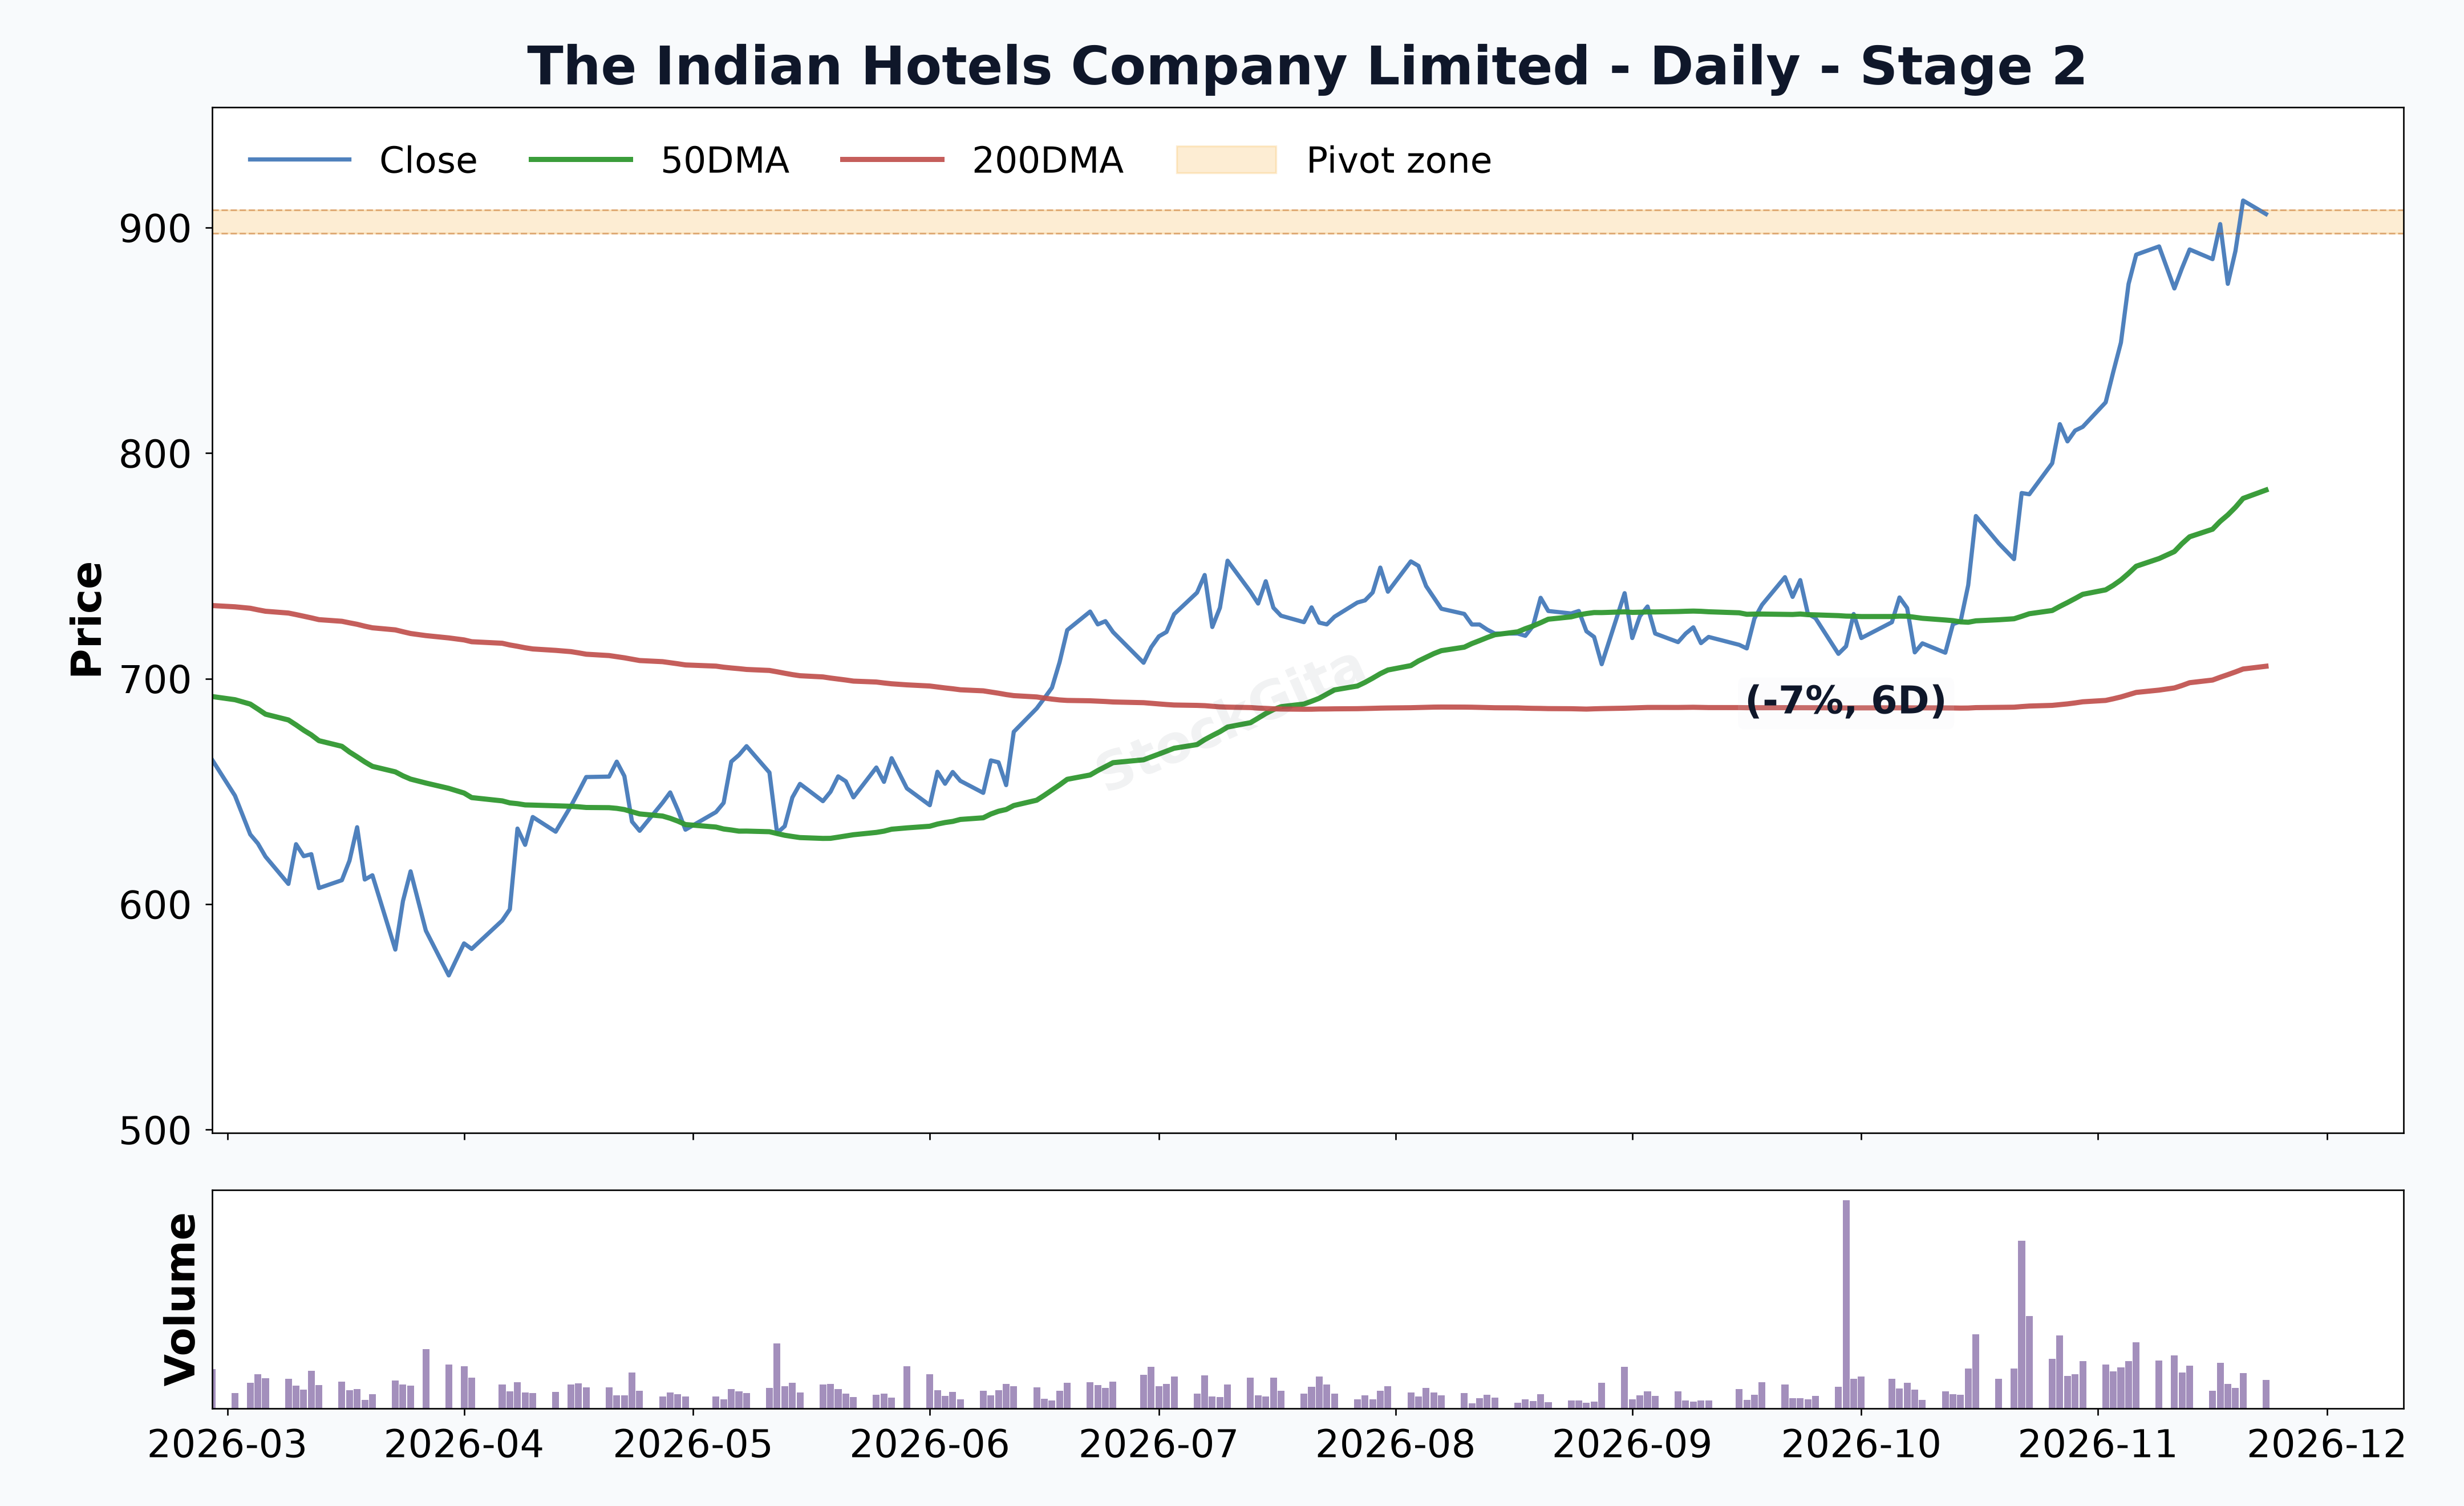 The Indian Hotels Company Limited - Daily - Stage 2
Close 50DMA 200DMA Pivot zone
Price
900
800
700
600
500
(-7%, 6D)
StockGita
Volume
2026-03 2026-04 2026-05 2026-06 2026-07 2026-08 2026-09 2026-10 2026-11 2026-12